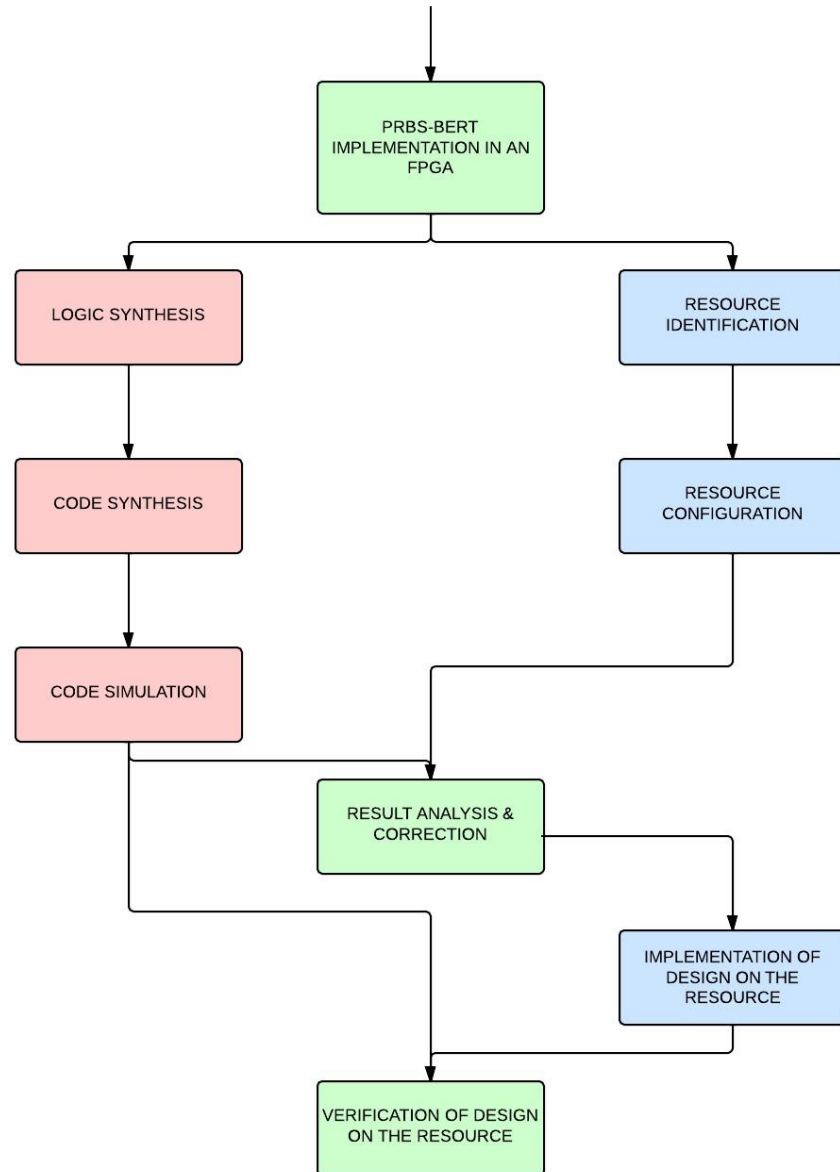 PRBS-BERT
IMPLEMENTATION IN AN
FPGA
LOGIC SYNTHESIS
RESOURCE
IDENTIFICATION
CODE SYNTHESIS
RESOURCE
CONFIGURATION
CODE SIMULATION
RESULT ANALYSIS &
CORRECTION
IMPLEMENTATION OF
DESIGN ON THE
RESOURCE
VERIFICATION OF DESIGN
ON THE RESOURCE